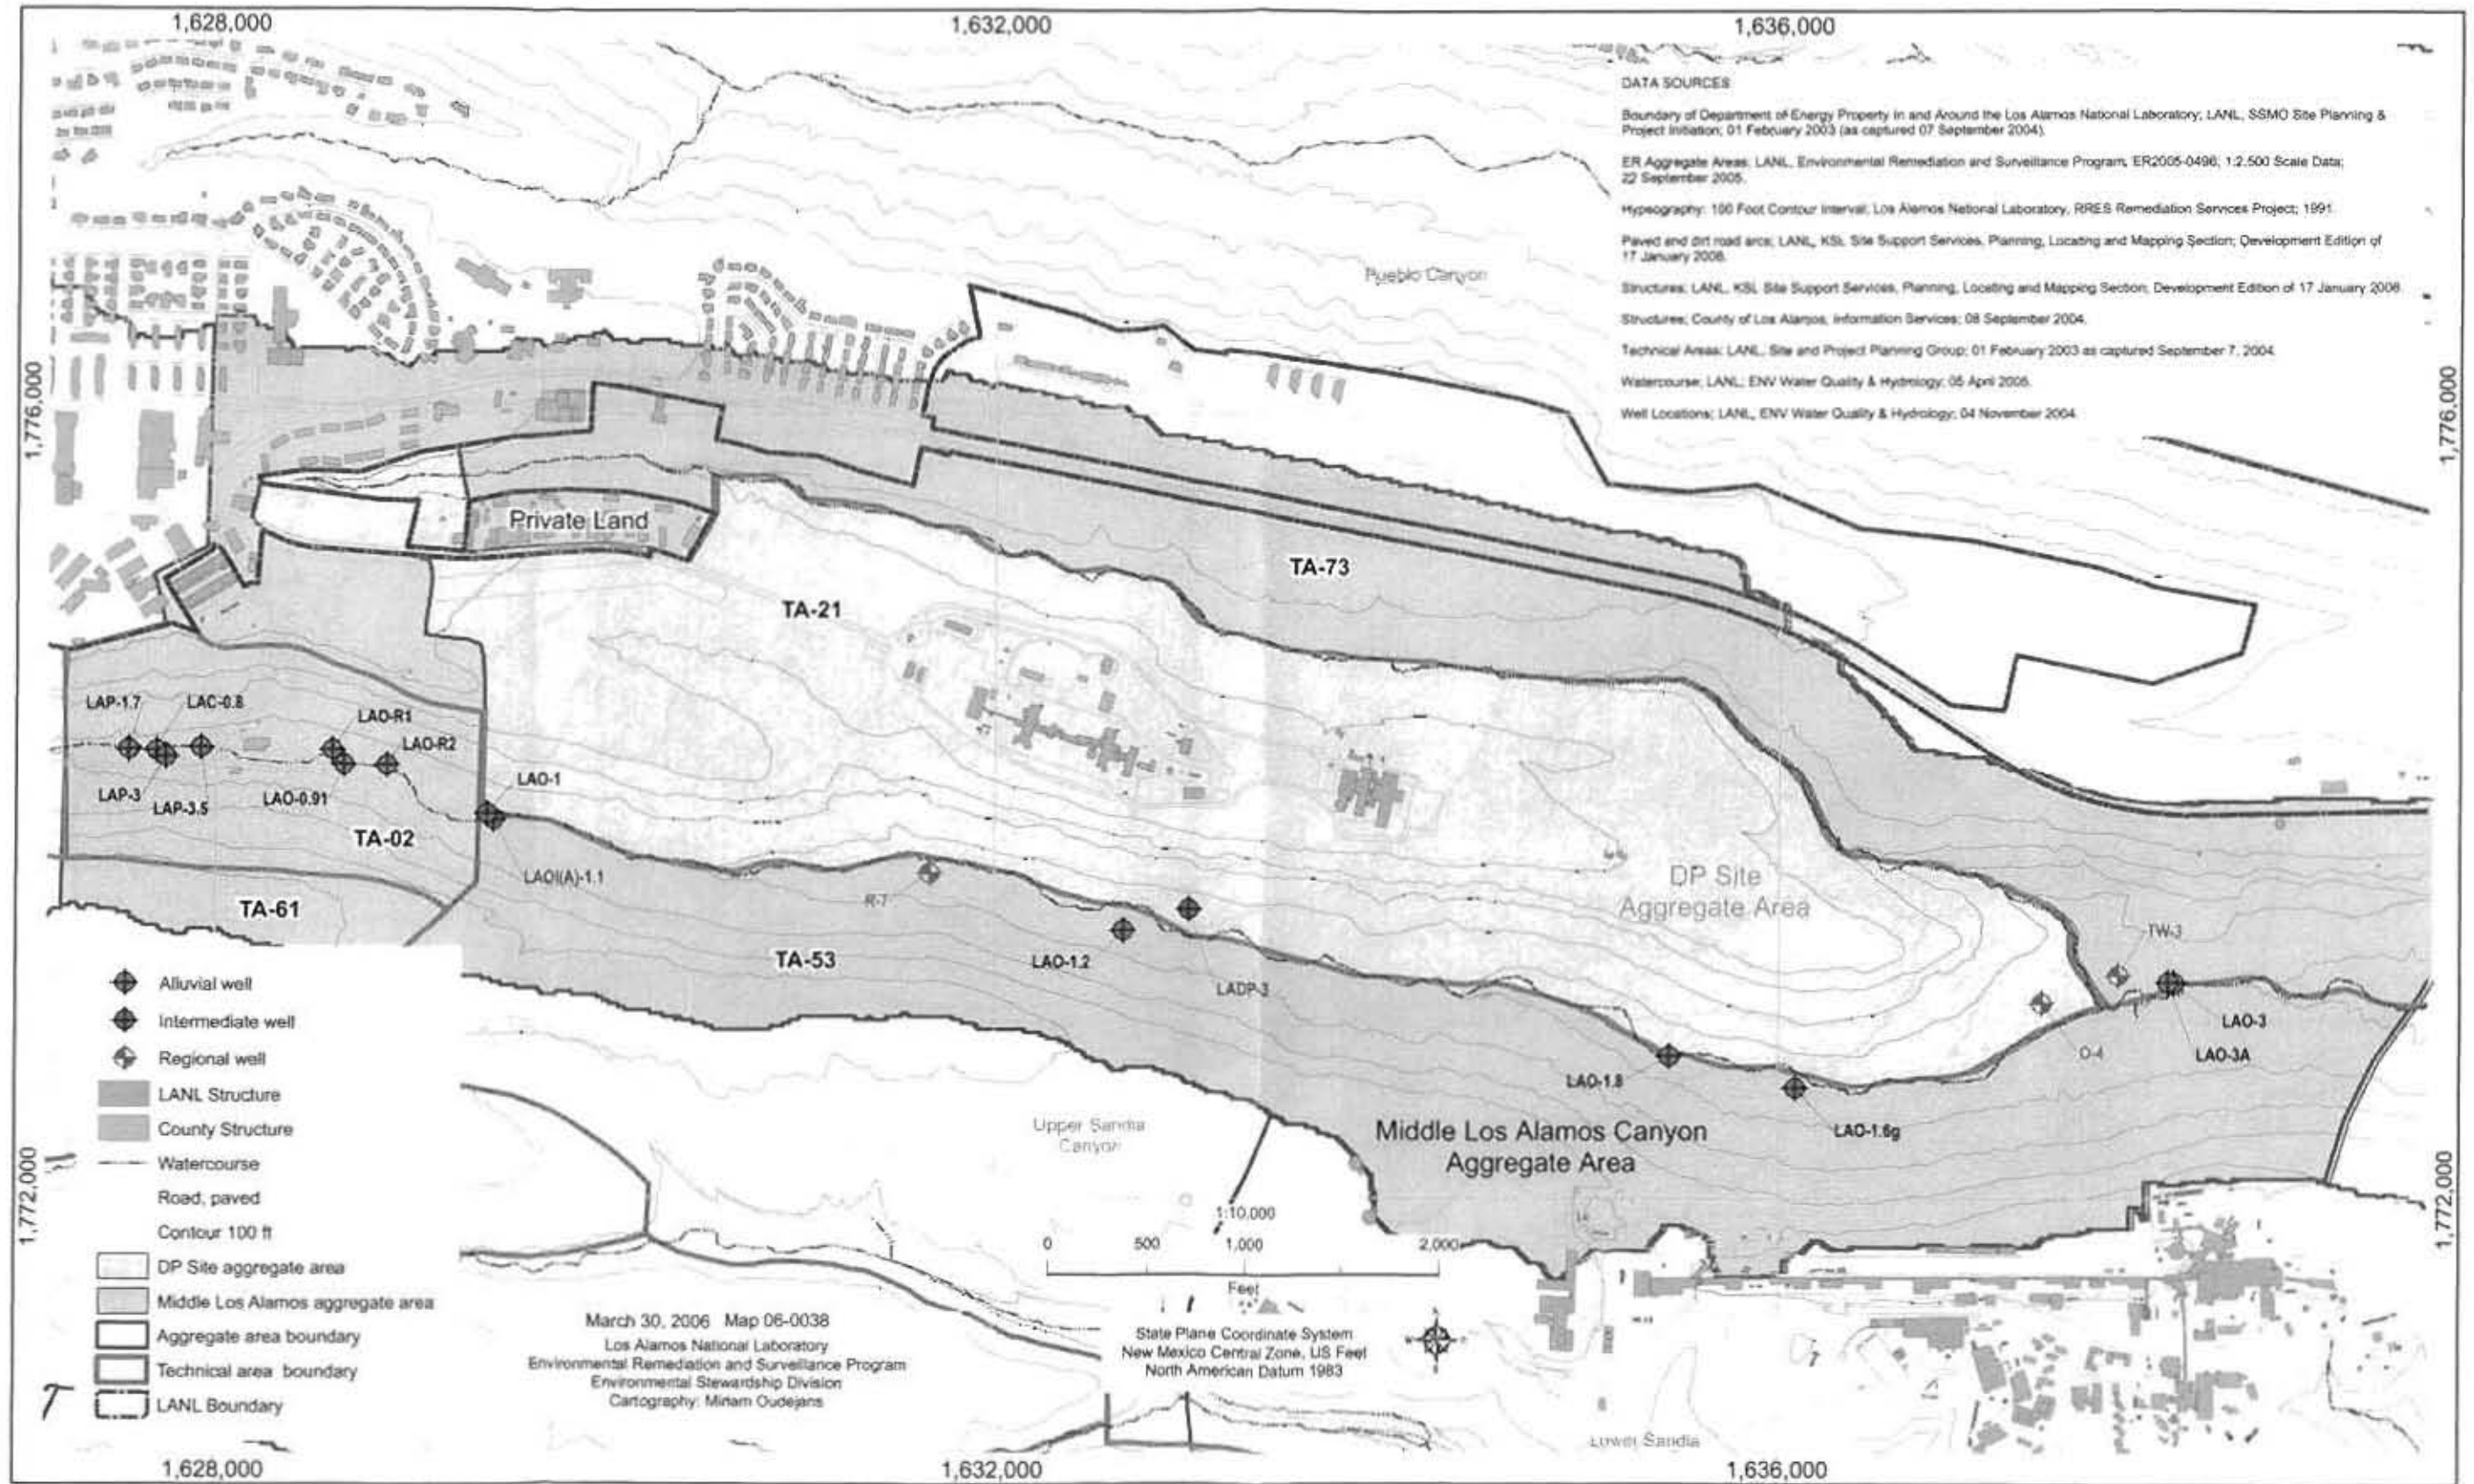 1,628,000
1,632,000
1,636,000
DATA SOURCES
Boundary of Department of Energy Property In and Around the Los Alamos National Laboratory; LANL, SSMO Site Planning &
Project Initiation; 01 February 2003 (as captured 07 September 2004).
ER Aggregate Areas: LANL, Environmental Remediation and Surveillance Program, ER2005-0496; 1:2,500 Scale Data;
22 September 2005.
Hypsography: 100 Foot Contour Interval; Los Alamos National Laboratory, RRES Remediation Services Project; 1991.
Paved and dirt road arcs; LANL, KSL Site Support Services, Planning, Locating and Mapping Section; Development Edition of
17 January 2006.
Structures; LANL, KSL Site Support Services, Planning, Locating and Mapping Section; Development Edition of 17 January 2006.
Structures; County of Los Alamos, Information Services; 08 September 2004.
Technical Areas: LANL, Site and Project Planning Group; 01 February 2003 as captured September 7, 2004.
Watercourse; LANL; ENV Water Quality & Hydrology; 05 April 2005.
Well Locations; LANL, ENV Water Quality & Hydrology; 04 November 2004.
Pueblo Canyon
1,776,000
1,776,000
Private Land
TA-73
TA-21
LAP-1.7
LAC-0.8
LAO-R1
LAO-R2
LAP-3
LAP-3.5
LAO-0.91
LAO-1
TA-02
LAOI(A)-1.1
R-7
DP Site
Aggregate Area
TA-61
TA-53
LAO-1.2
LADP-3
TW-3
LAO-3
O-4
LAO-3A
LAO-1.8
LAO-1.6g
Middle Los Alamos Canyon
Aggregate Area
Upper Sandia
Canyon
Alluvial well
Intermediate well
Regional well
LANL Structure
County Structure
Watercourse
Road, paved
Contour 100 ft
DP Site aggregate area
Middle Los Alamos aggregate area
Aggregate area boundary
Technical area boundary
LANL Boundary
1,772,000
1,772,000
1:10,000
0 500 1,000 2,000
Feet
State Plane Coordinate System
New Mexico Central Zone, US Feet
North American Datum 1983
March 30, 2006 Map 06-0038
Los Alamos National Laboratory
Environmental Remediation and Surveillance Program
Environmental Stewardship Division
Cartography: Miriam Oudejans
Lower Sandia
1,628,000
1,632,000
1,636,000